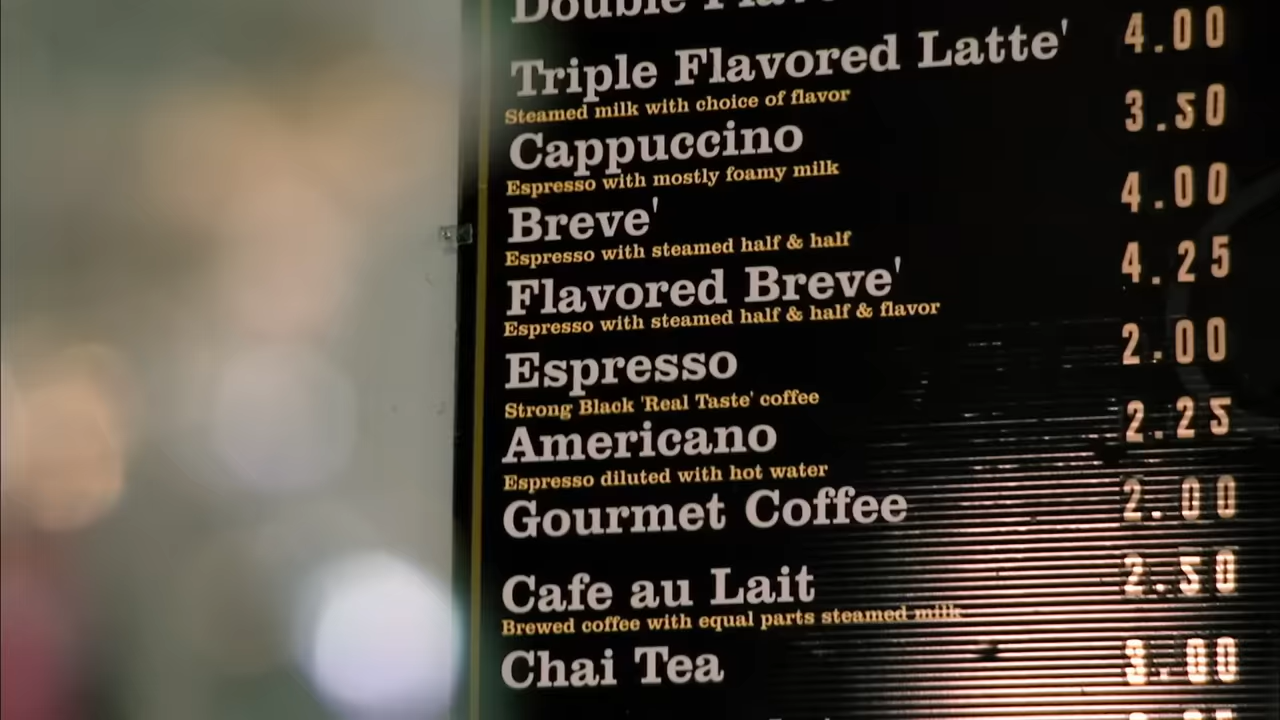 Double
Triple Flavored Latte' 4.00
Steamed milk with choice of flavor
Cappuccino 3.50
Espresso with mostly foamy milk
Breve' 4.00
Espresso with steamed half & half
Flavored Breve' 4.25
Espresso with steamed half & half & flavor
Espresso 2.00
Strong Black 'Real Taste' coffee
Americano 2.25
Espresso diluted with hot water
Gourmet Coffee 2.00
Cafe au Lait 2.50
Brewed coffee with equal parts steamed milk
Chai Tea 3.00